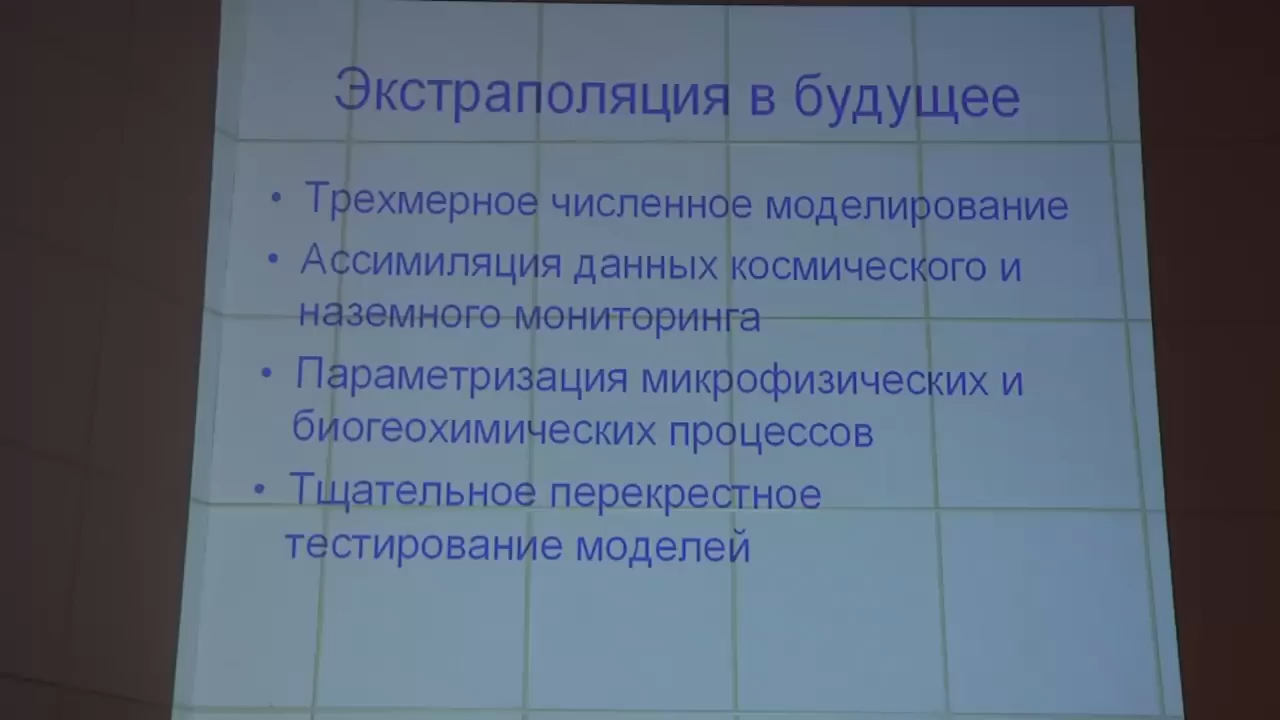 Экстраполяция в будущее
• Трехмерное численное моделирование
• Ассимиляция данных космического и
наземного мониторинга
• Параметризация микрофизических и
биогеохимических процессов
• Тщательное перекрестное
тестирование моделей